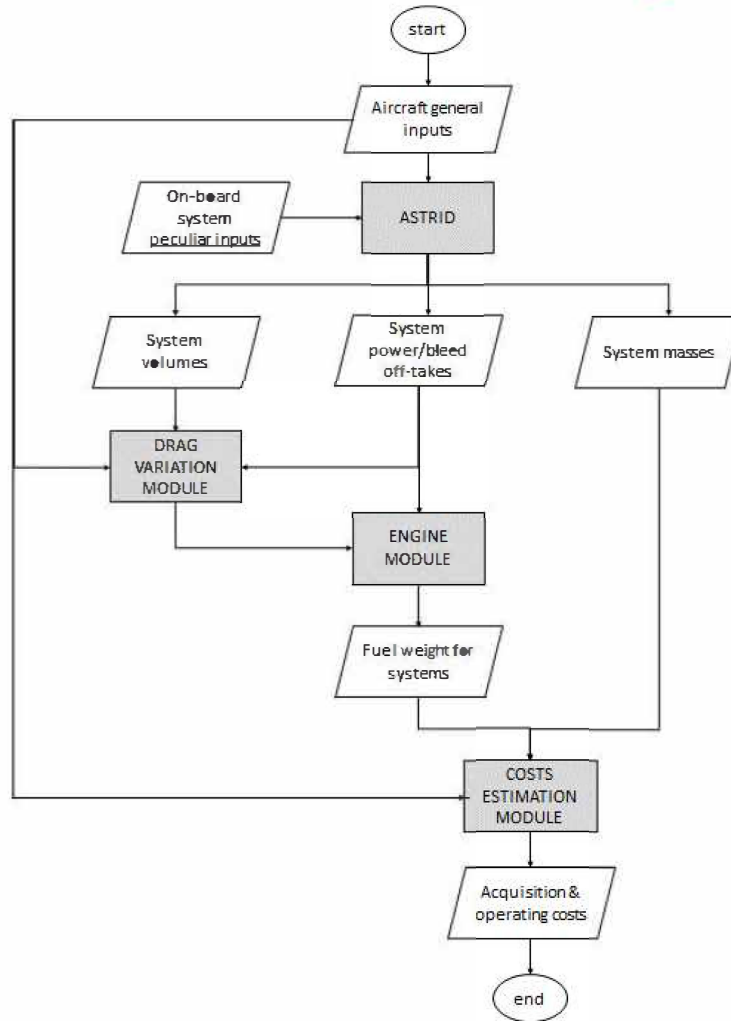 start
Aircraft general
inputs
On-board
system
peculiar inputs
ASTRID
System
volumes
System
power/bleed
off-takes
System masses
DRAG
VARIATION
MODULE
ENGINE
MODULE
Fuel weight for
systems
COSTS
ESTIMATION
MODULE
Acquisition &
operating costs
end